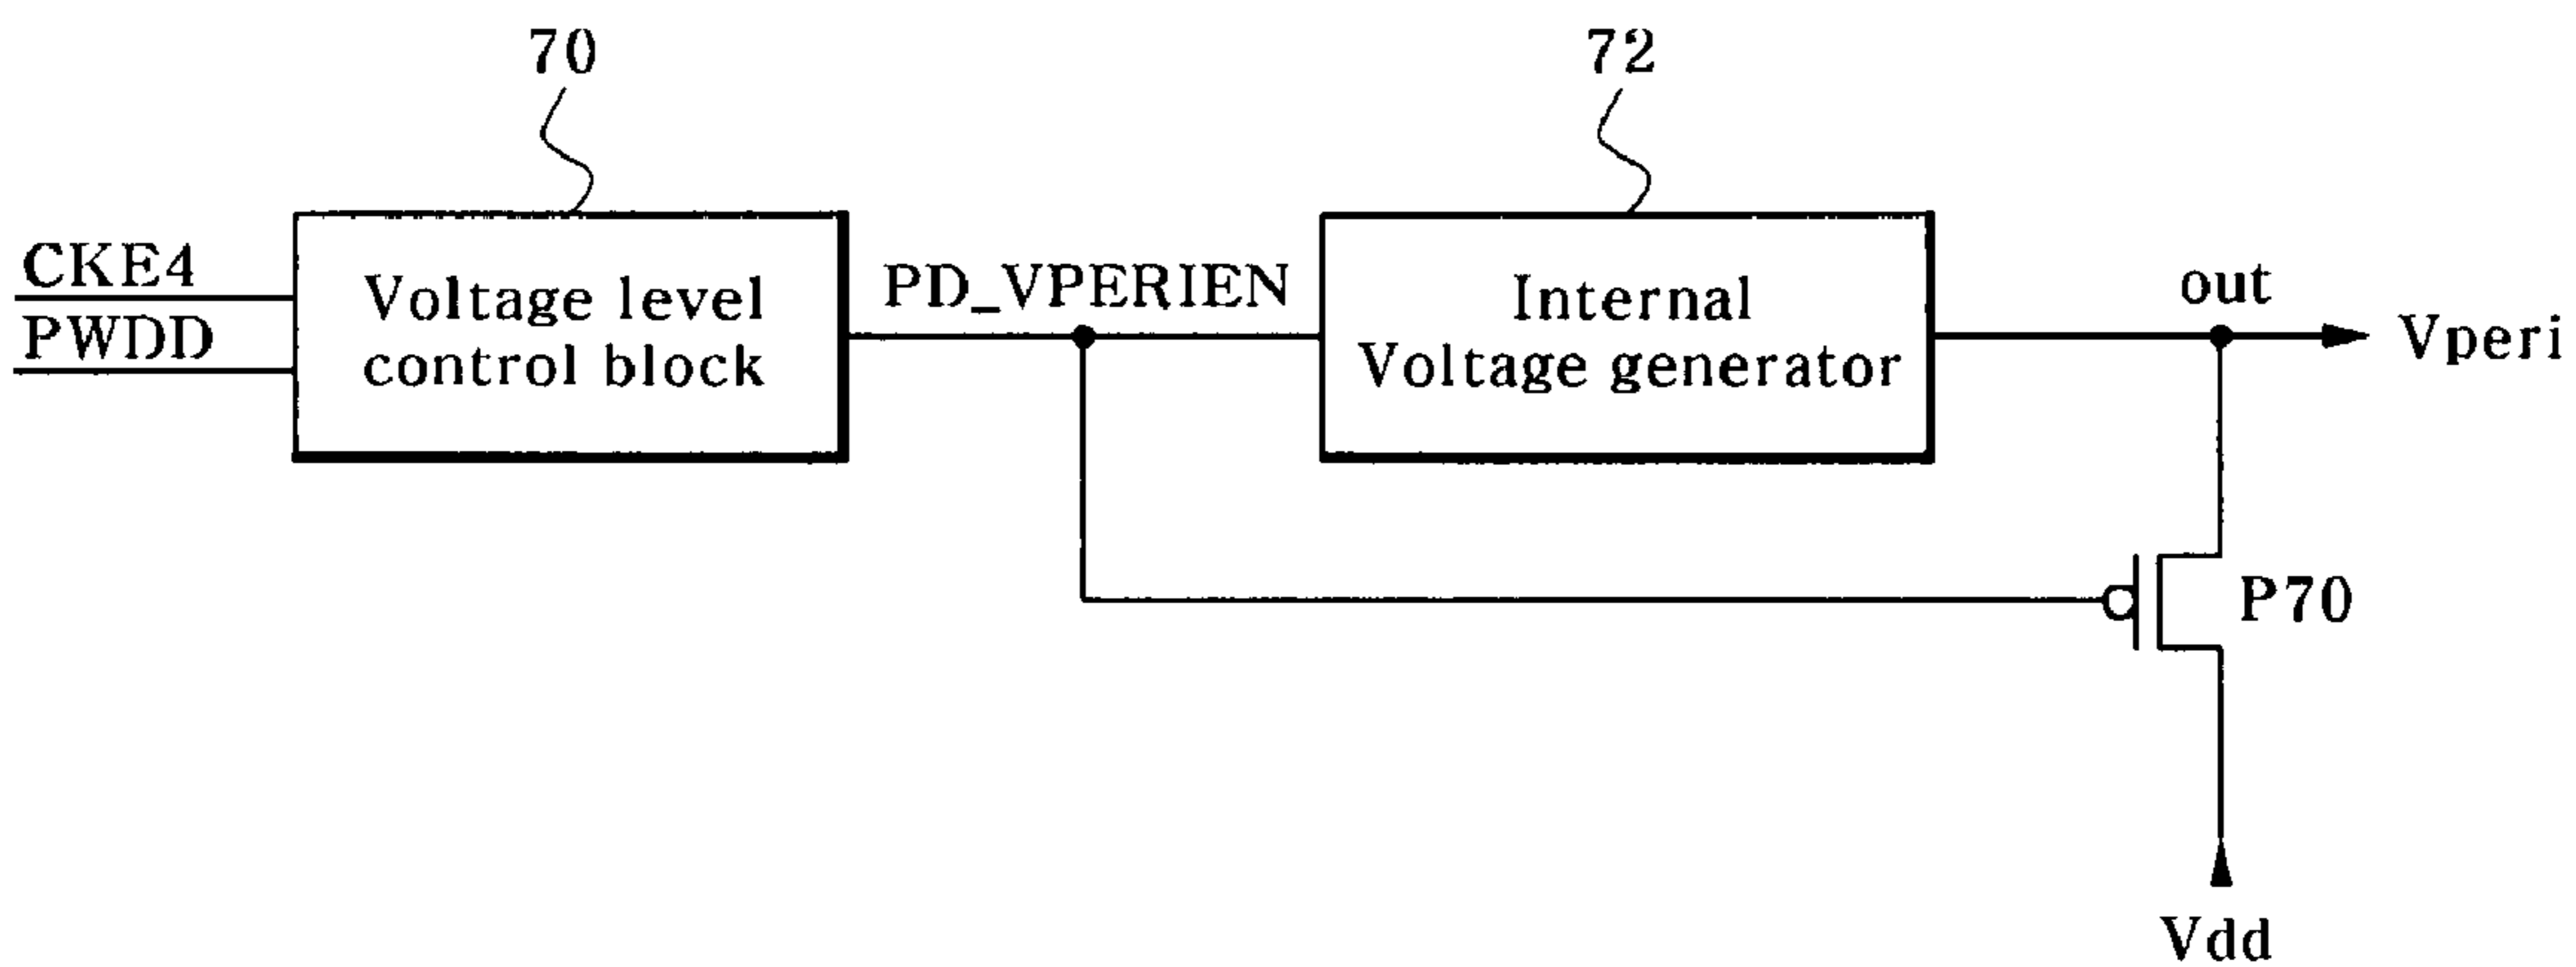 70
72
CKE4
PWDD
Voltage level
control block
PD_VPERIEN
Internal
Voltage generator
out
Vperi
P70
Vdd